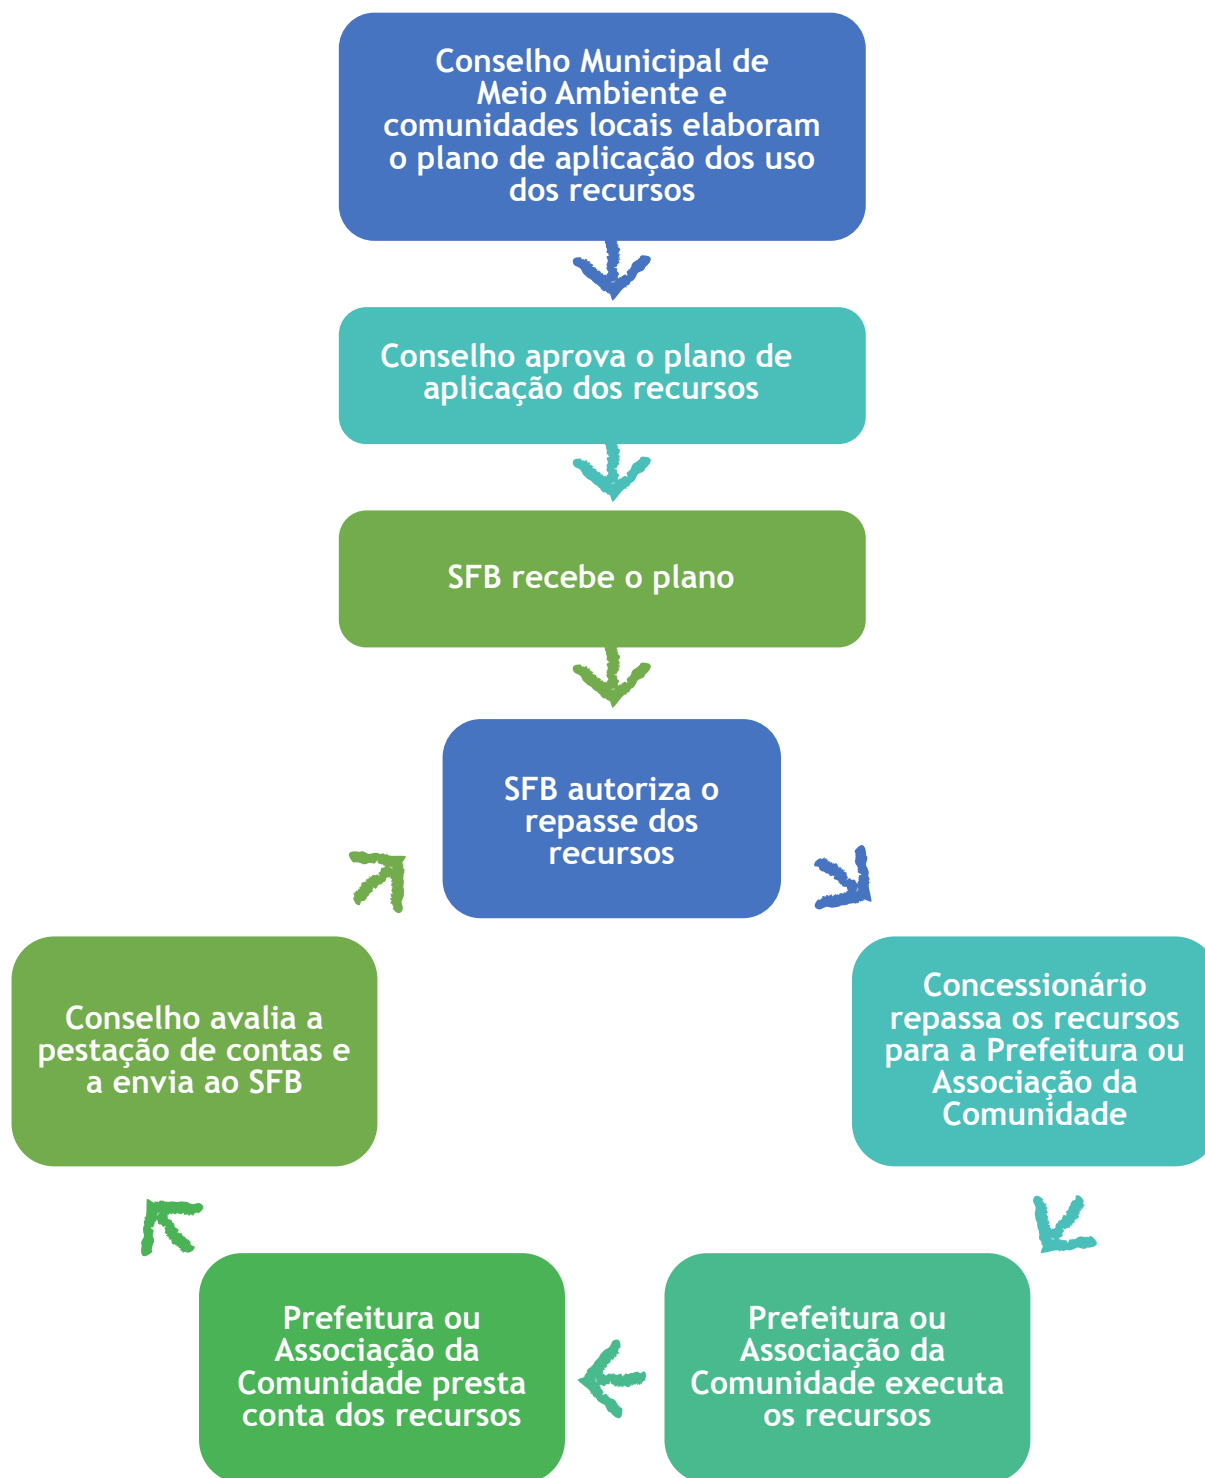 Conselho Municipal de
Meio Ambiente e
comunidades locais elaboram
o plano de aplicação dos uso
dos recursos
Conselho aprova o plano de
aplicação dos recursos
SFB recebe o plano
SFB autoriza o
repasse dos
recursos
Concessionário
repassa os recursos
para a Prefeitura ou
Associação da
Comunidade
Prefeitura ou
Associação da
Comunidade executa
os recursos
Prefeitura ou
Associação da
Comunidade presta
conta dos recursos
Conselho avalia a
pestação de contas e
a envia ao SFB